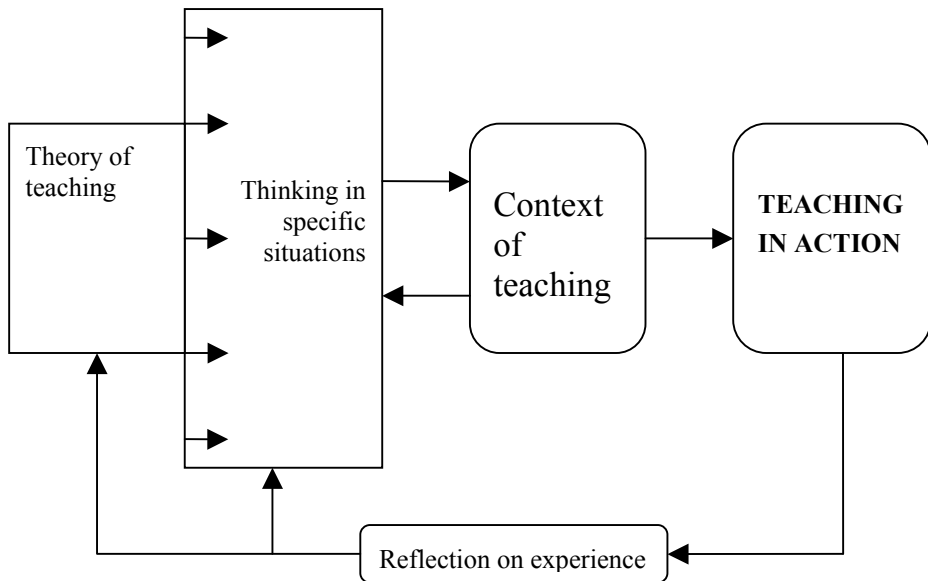 Theory of
teaching
Thinking in
specific
situations
Context
of
teaching
TEACHING
IN ACTION
Reflection on experience